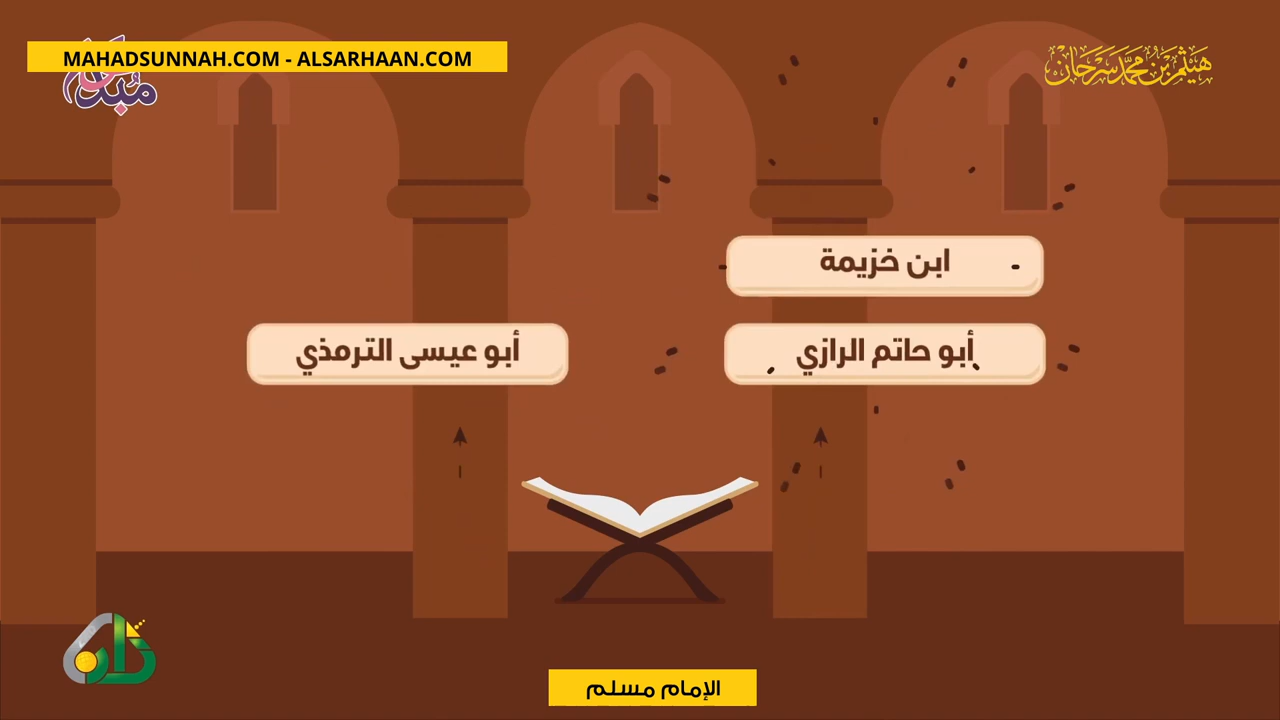 MAHADSUNNAH.COM - ALSARHAAN.COM
هيثم بن محمد سرحان
ابن خزيمة
أبو حاتم الرازي
أبو عيسى الترمذي
الإمام مسلم